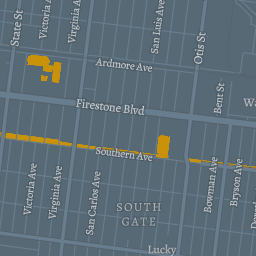 State St
Victoria A
Virginia Ave
San Luis Ave
Otis St
Ardmore Ave
Bent St
Firestone Blvd
Southern Ave
Victoria Ave
Virginia Ave
San Carlos Ave
Bowman Ave
Bryson Ave
SOUTH
GATE
Lucky